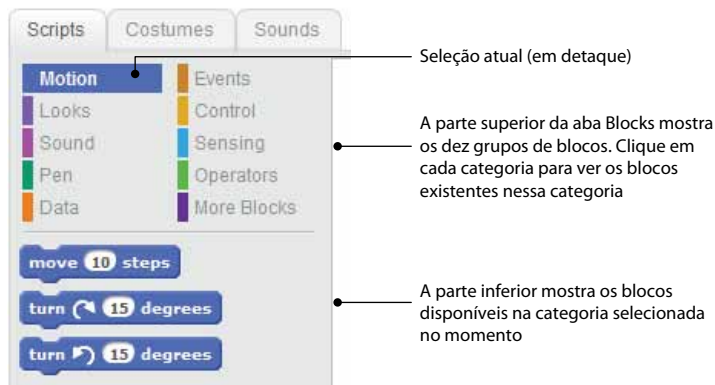 Scripts Costumes Sounds
Motion Events
Looks Control
Sound Sensing
Pen Operators
Data More Blocks
move 10 steps
turn 15 degrees
turn 15 degrees
Seleção atual (em detaque)
A parte superior da aba Blocks mostra
os dez grupos de blocos. Clique em
cada categoria para ver os blocos
existentes nessa categoria
A parte inferior mostra os blocos
disponíveis na categoria selecionada
no momento